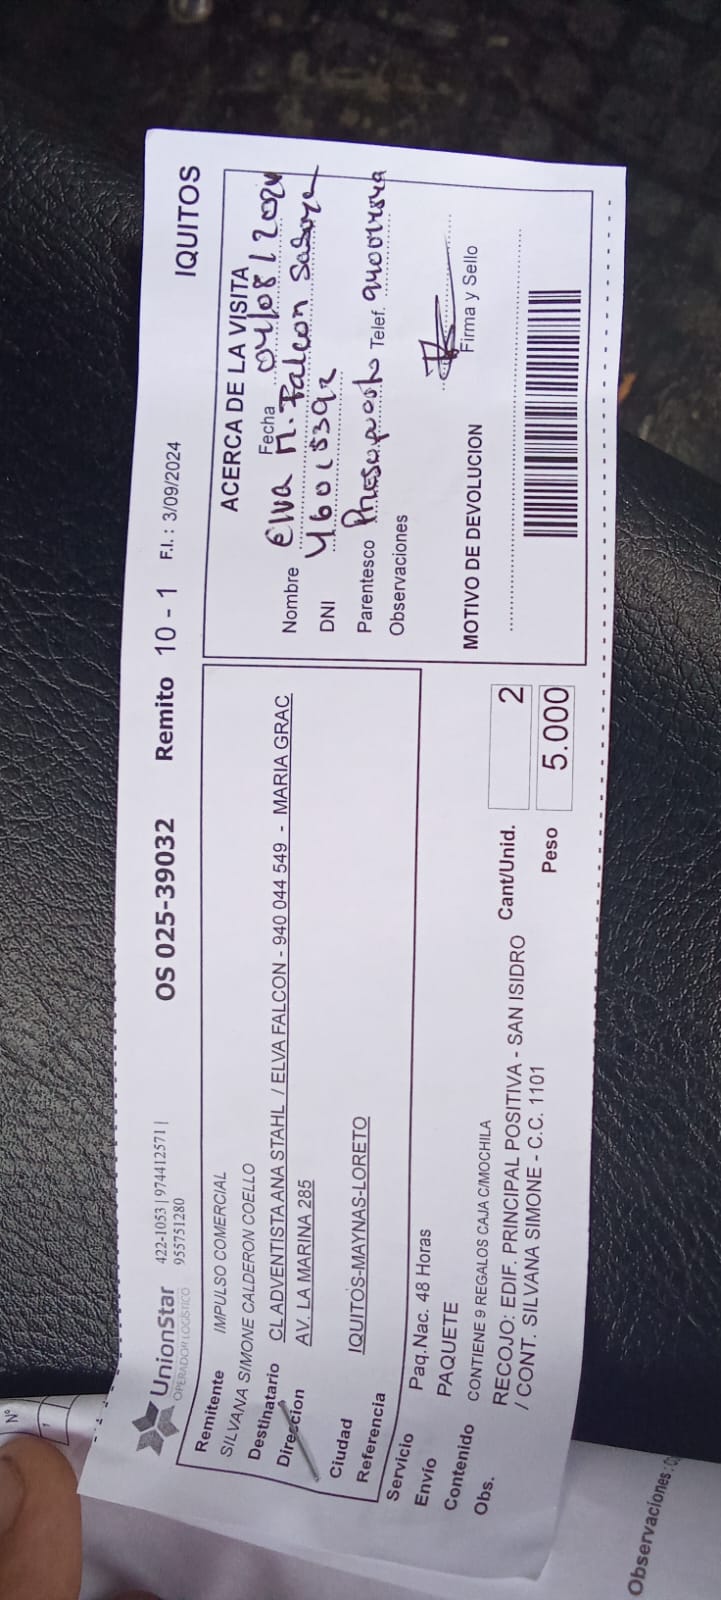 UnionStar
OPERADOR LOGÍSTICO
422-1053 | 974412571 |
955751280
OS 025-39032
Remito 10 - 1
F.I.: 3/09/2024
IQUITOS
Remitente IMPULSO COMERCIAL
SILVANA SIMONE CALDERON COELLO
Destinatario CLADVENTISTA ANA STAHL / ELVA FALCON - 940 044 549 - MARIA GRAC
Direccion AV. LA MARINA 285
Ciudad IQUITOS-MAYNAS-LORETO
Referencia
Servicio Paq.Nac. 48 Horas
Envío PAQUETE
Contenido CONTIENE 9 REGALOS CAJA C/MOCHILA
Obs. RECOJO: EDIF. PRINCIPAL POSITIVA - SAN ISIDRO
/ CONT. SILVANA SIMONE - C.C. 1101
Cant/Unid. 2
Peso 5.000
ACERCA DE LA VISITA
Fecha 04/08/2024
Nombre Elva M. Falcon
DNI
Parentesco Presupuesto Telef.
Observaciones
Firma y Sello
MOTIVO DE DEVOLUCION
N°
1
Observaciones :